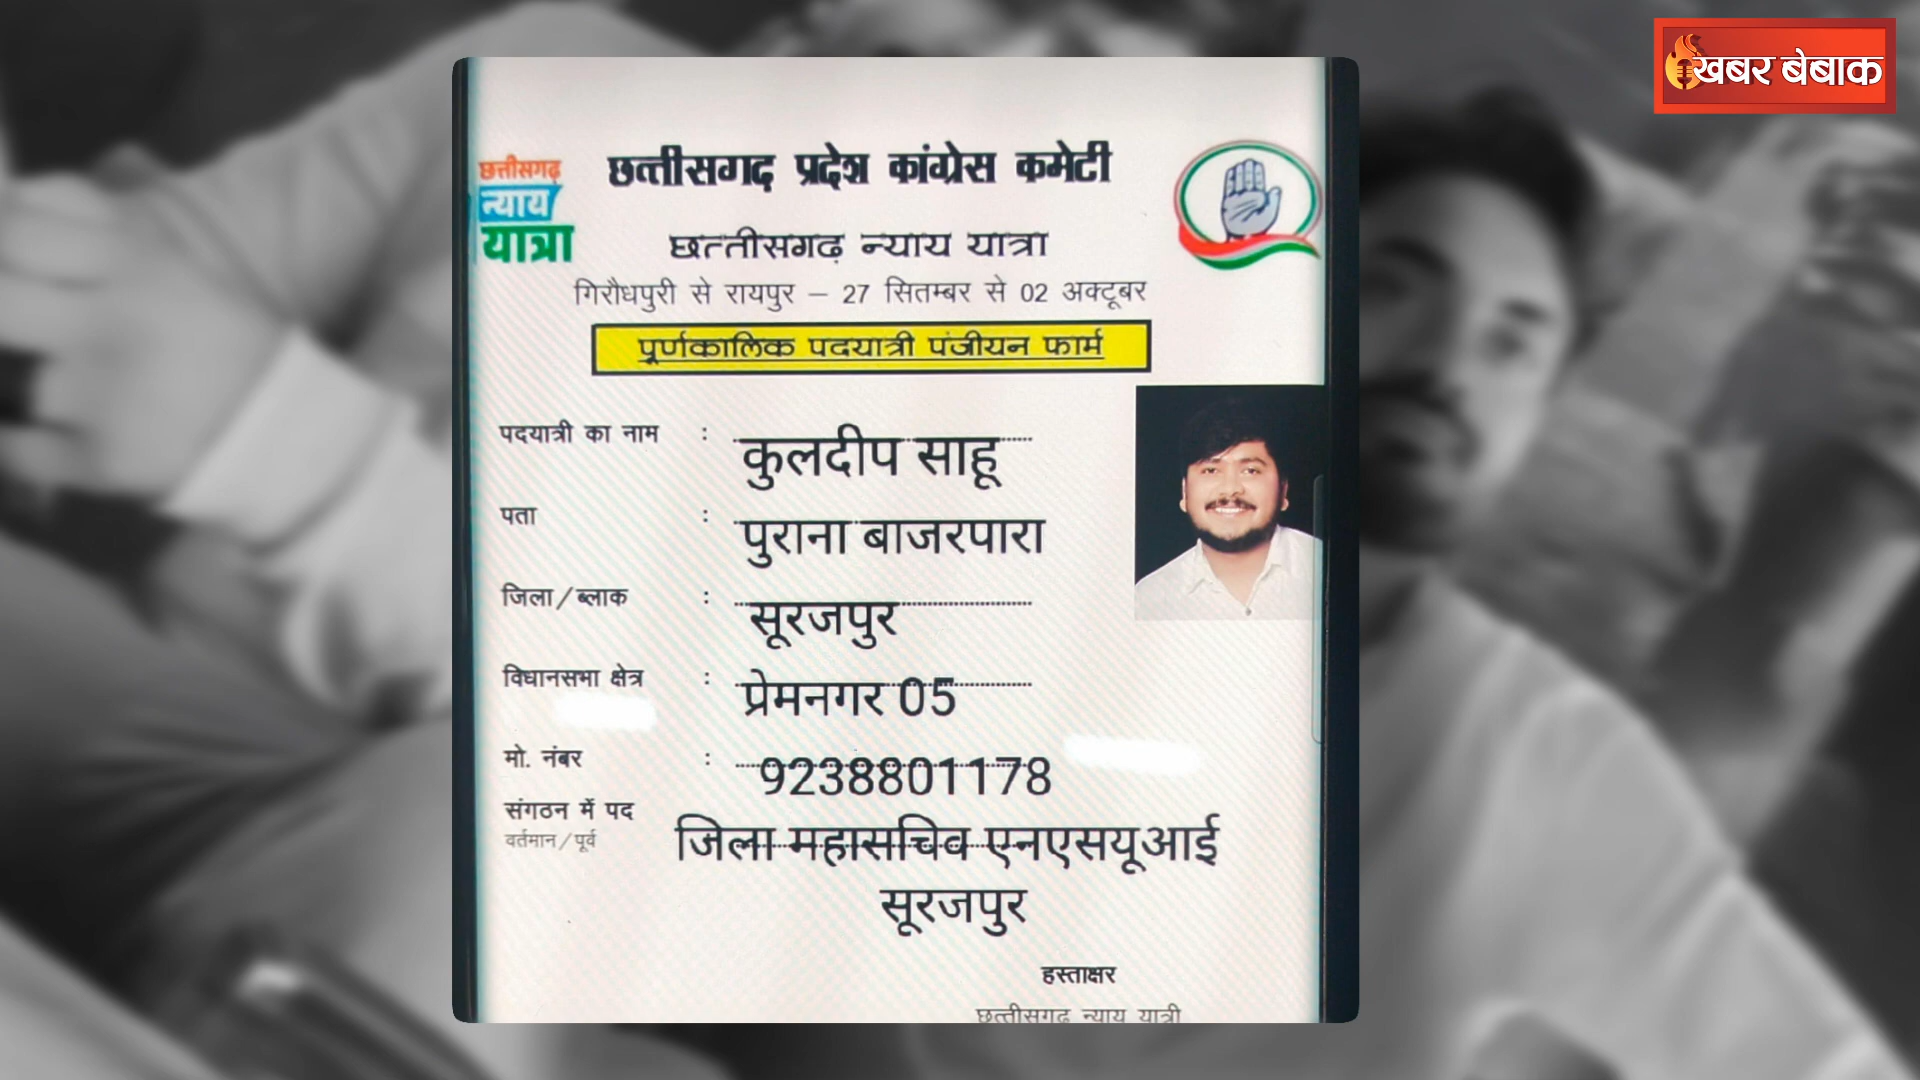 खबर बेबाक
छत्तीसगढ़ प्रदेश कांग्रेस कमेटी
छत्तीसगढ़
न्याय
यात्रा
छत्तीसगढ़ न्याय यात्रा
गिरौधपुरी से रायपुर – 27 सितम्बर से 02 अक्टूबर
पूर्णकालिक पदयात्री पंजीयन फार्म
पदयात्री का नाम : कुलदीप साहू
पता : पुराना बाजरपारा
जिला/ब्लाक : सूरजपुर
विधानसभा क्षेत्र : प्रेमनगर 05
मो. नंबर : 9238801178
संगठन में पद
वर्तमान/पूर्व
जिला महासचिव एनएसयूआई
सूरजपुर
हस्ताक्षर
छत्तीसगढ़ न्याय यात्री